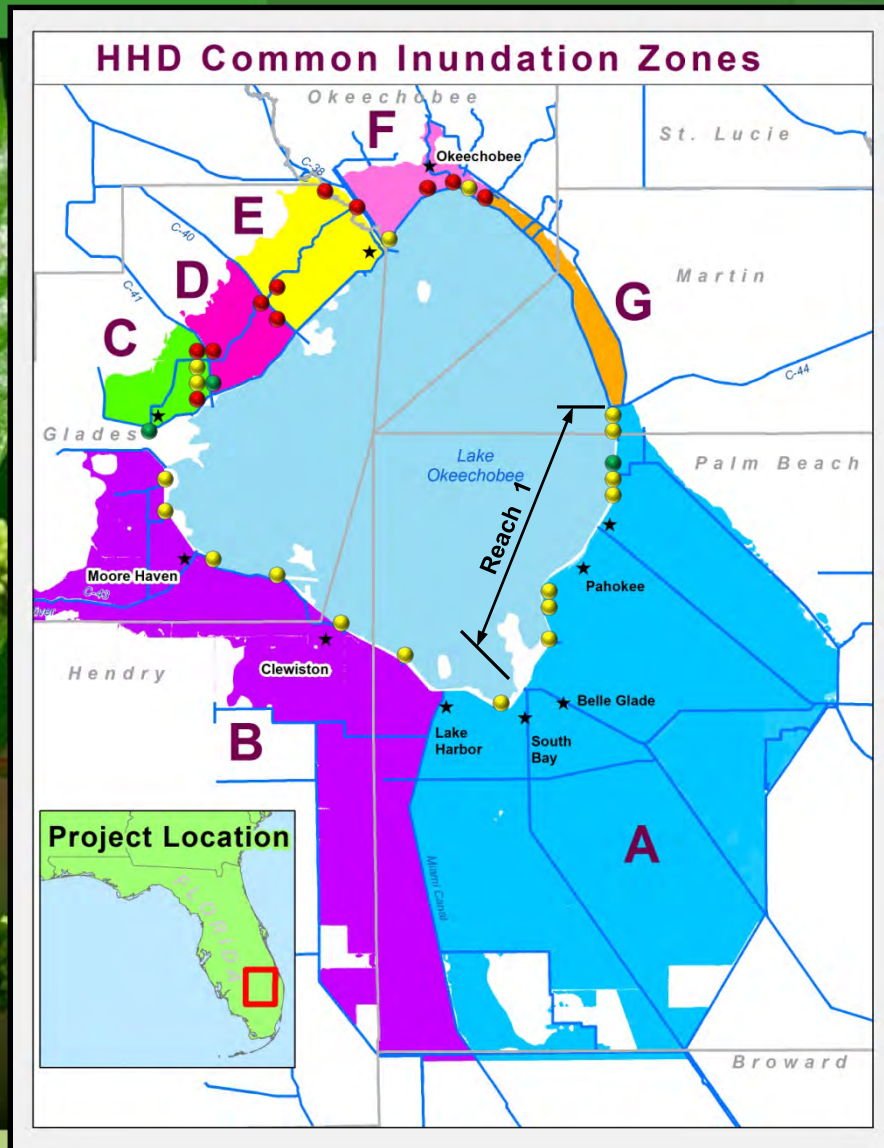 HHD Common Inundation Zones
Okeechobee
F
St. Lucie
Okeechobee
C-38
E
C-40
D
Martin
C-41
G
C
C-44
Glades
Lake
Okeechobee
Palm Beach
Reach 1
Moore Haven
Pahokee
C-43
Hendry
Clewiston
Belle Glade
Lake
Harbor
South
Bay
B
A
Project Location
FLORIDA
Miami Canal
Broward